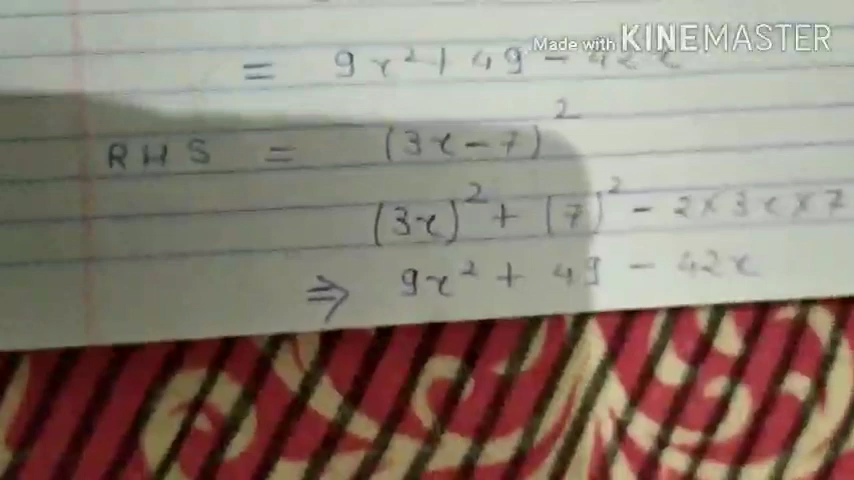 Made with KINEMASTER
= 9x² + 49 - 42x
RHS = (3x-7)²
(3x)² + (7)² - 2×3x×7
⇒ 9x² + 49 - 42x